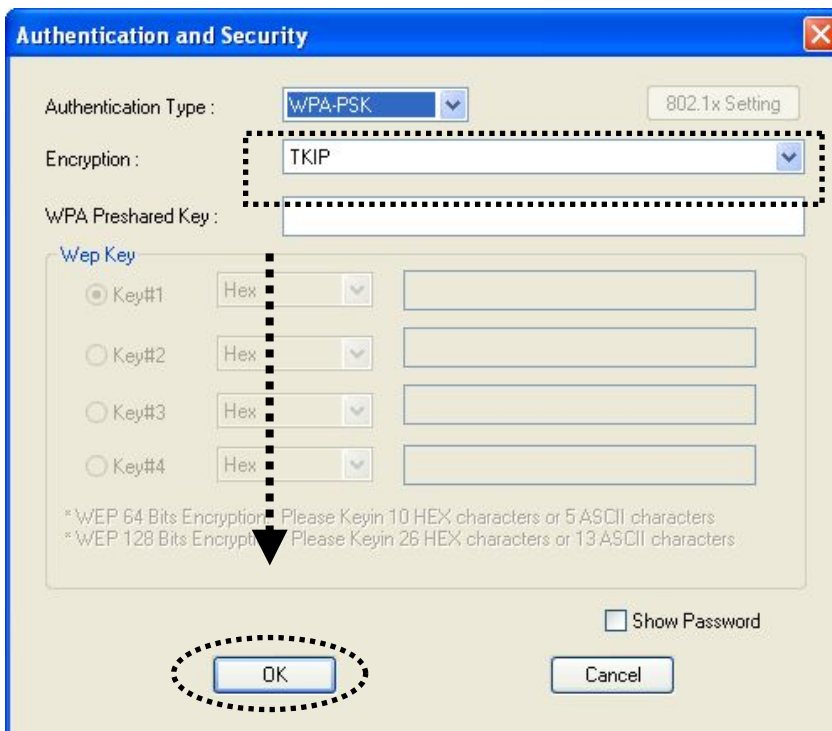 Authentication and Security
Authentication Type : WPA-PSK 802.1x Setting
Encryption : TKIP
WPA Preshared Key :
Wep Key
Key#1 Hex
Key#2 Hex
Key#3 Hex
Key#4 Hex
* WEP 64 Bits Encryption Please Keyin 10 HEX characters or 5 ASCII characters
* WEP 128 Bits Please Keyin 26 HEX characters or 13 ASCII characters
Show Password
OK Cancel